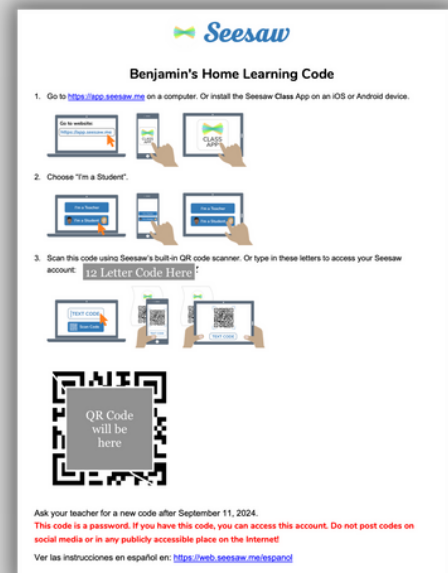 Seesaw
Benjamin's Home Learning Code
1. Go to https://app.seesaw.me on a computer. Or install the Seesaw Class App on an iOS or Android device.
Go to website:
https://app.seesaw.me
CLASS APP
CLASS
APP
2. Choose "I'm a Student".
I'm a Teacher
I'm a Student
I'm a Teacher
I'm a Student
3. Scan this code using Seesaw's built-in QR code scanner. Or type in these letters to access your Seesaw
account: 12 Letter Code Here
TEXT CODE
Scan Code
TEXT CODE
QR Code
will be
here
Ask your teacher for a new code after September 11, 2024.
This code is a password. If you have this code, you can access this account. Do not post codes on
social media or in any publicly accessible place on the Internet!
Ver las instrucciones en español en: https://web.seesaw.me/espanol